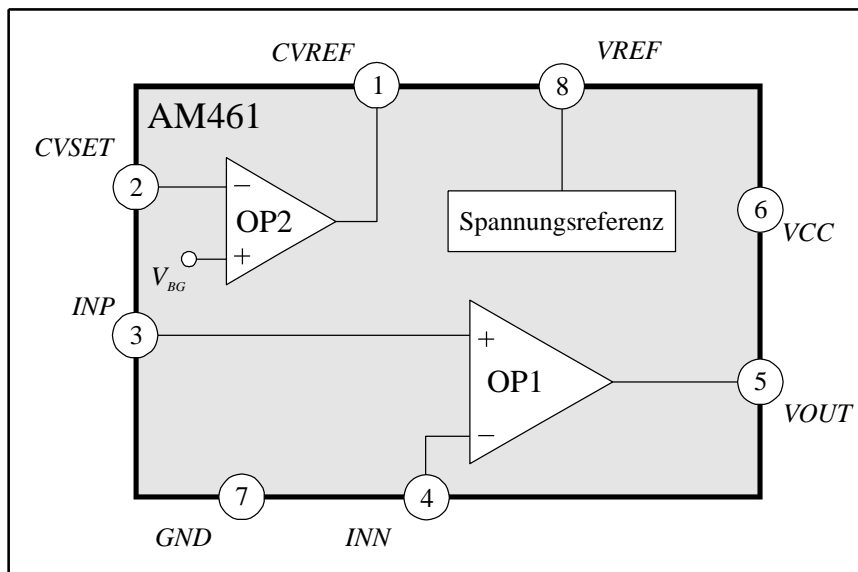 CVREF
VREF
1
8
AM461
CVSET
2
−
OP2
+
V_BG
Spannungsreferenz
6
VCC
INP
3
+
OP1
−
5
VOUT
7
4
GND
INN